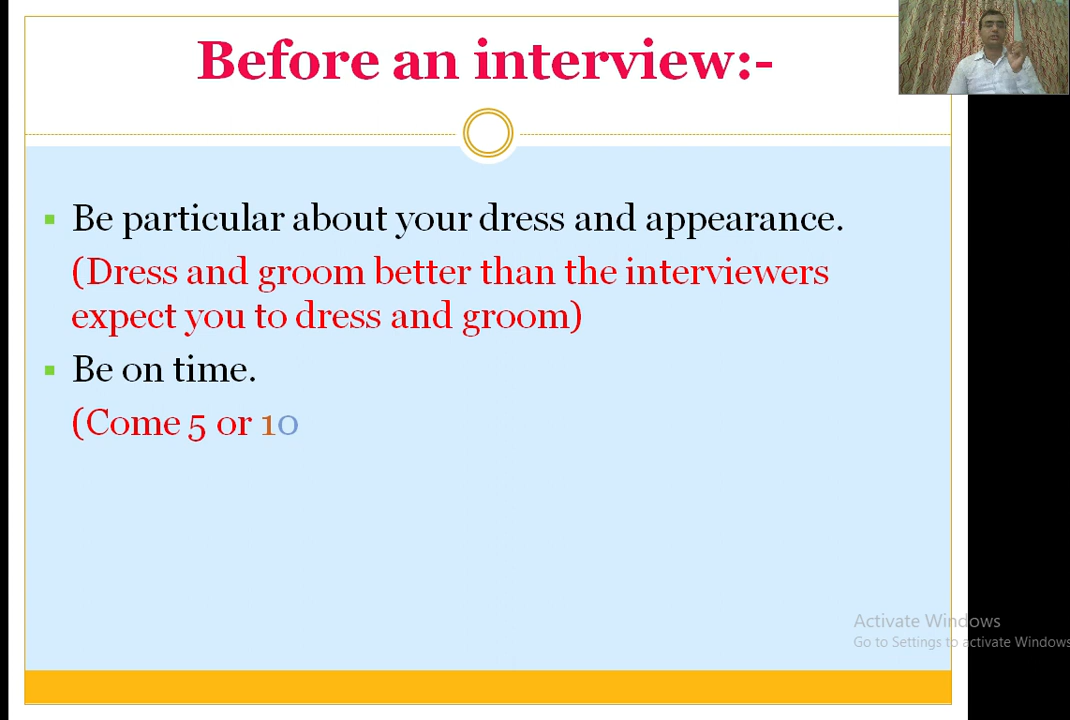 Before an interview:-
Be particular about your dress and appearance.
(Dress and groom better than the interviewers
expect you to dress and groom)
Be on time.
(Come 5 or 10
Activate Windows
Go to Settings to activate Windows